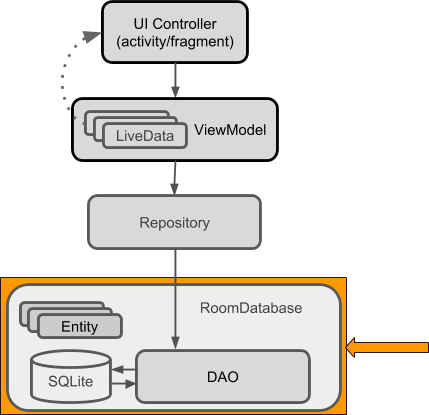 UI Controller
(activity/fragment)
LiveData
ViewModel
Repository
RoomDatabase
Entity
SQLite
DAO